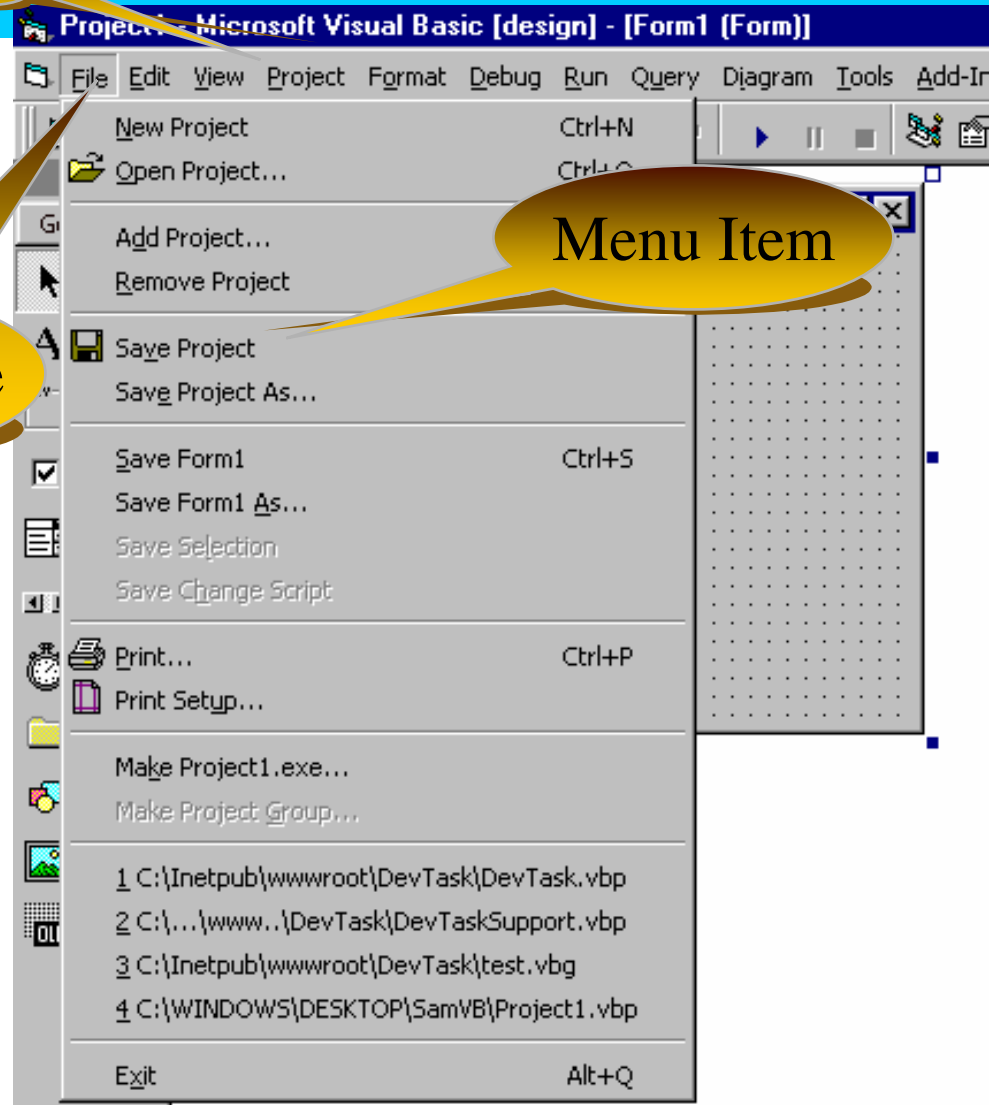 Project1 - Microsoft Visual Basic [design] - [Form1 (Form)]
File Edit View Project Format Debug Run Query Diagram Tools
New Project Ctrl+N
Open Project...
Menu Item
Add Project...
Remove Project
Save Project
Save Project As...
Save Form1 Ctrl+S
Save Form1 As...
Save Selection
Save Change Script
Print... Ctrl+P
Print Setup...
Make Project1.exe...
Make Project Group...
1 C:\Inetpub\wwwroot\DevTask\DevTask.vbp
2 C:\...\www..\DevTask\DevTaskSupport.vbp
3 C:\Inetpub\wwwroot\DevTask\test.vbg
4 C:\WINDOWS\DESKTOP\SamVB\Project1.vbp
Exit Alt+Q